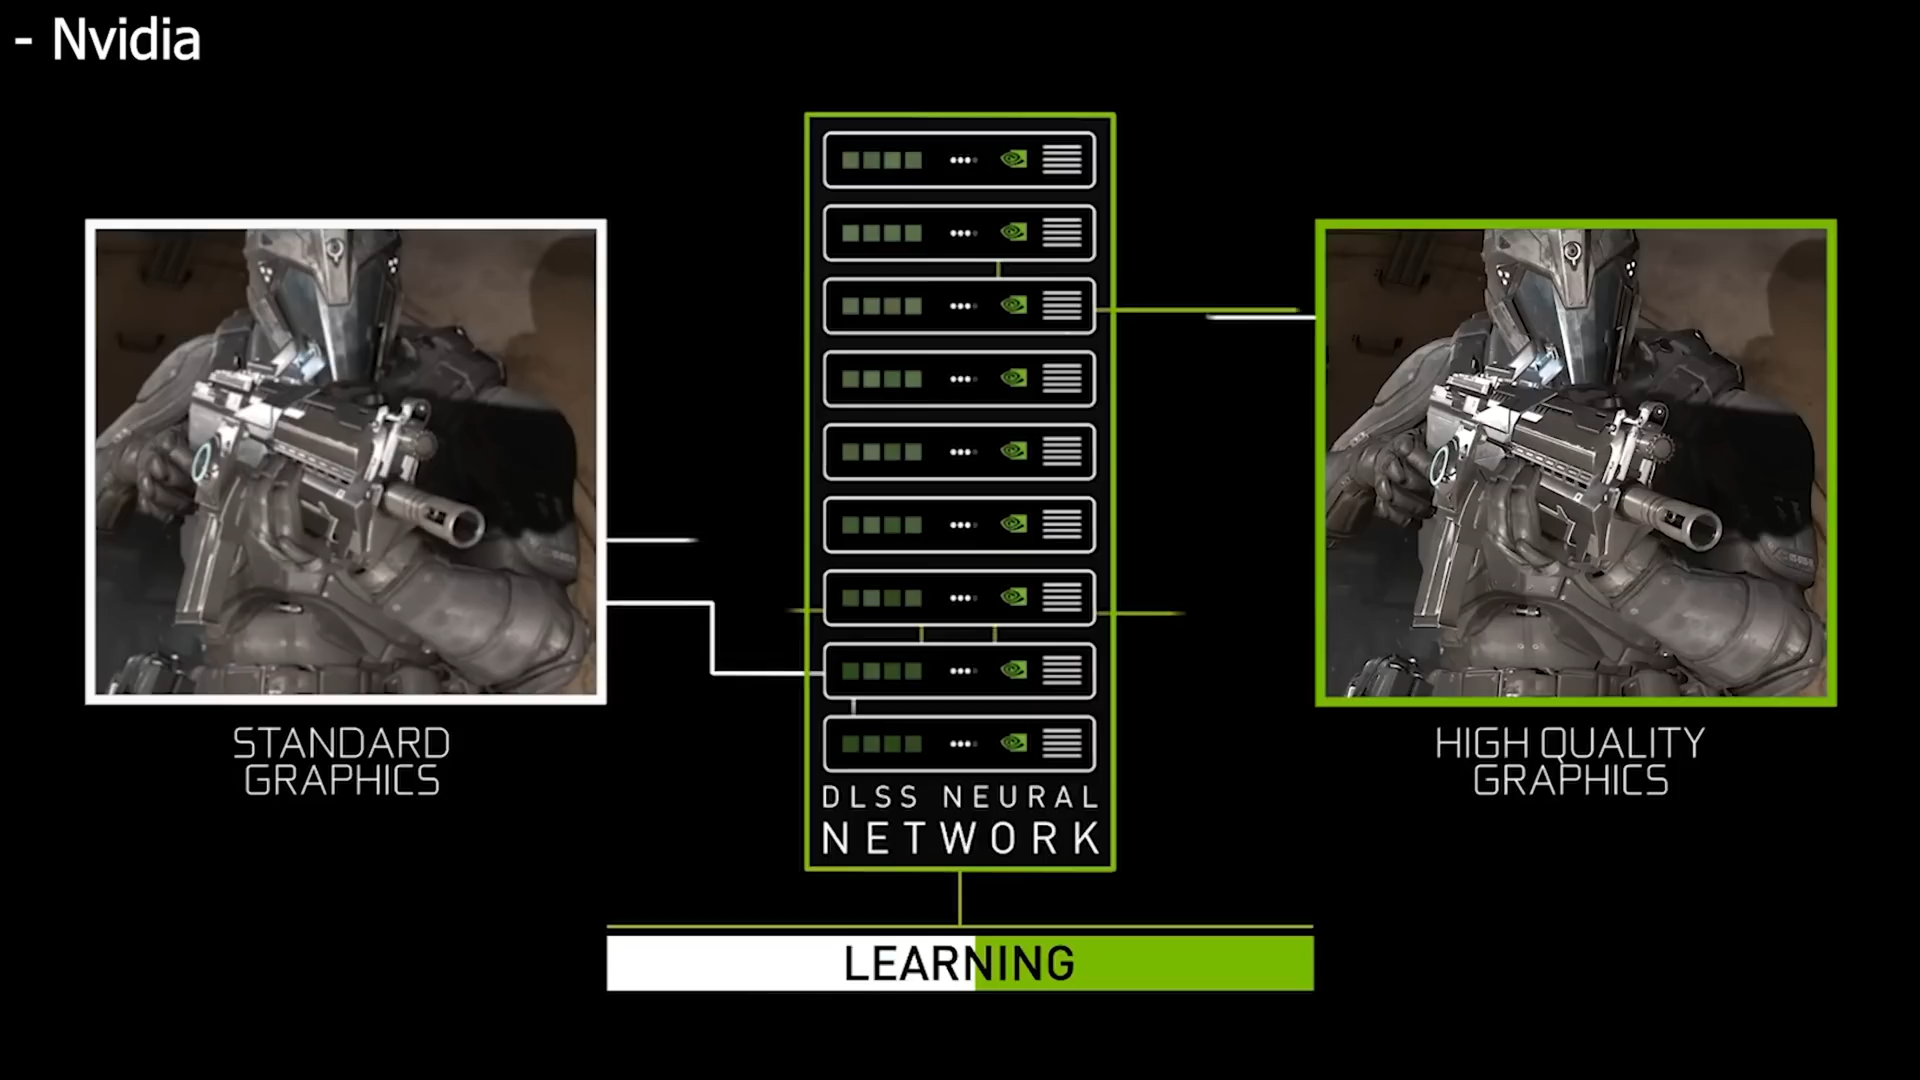 - Nvidia
STANDARD
GRAPHICS
DLSS NEURAL
NETWORK
HIGH QUALITY
GRAPHICS
LEARNING